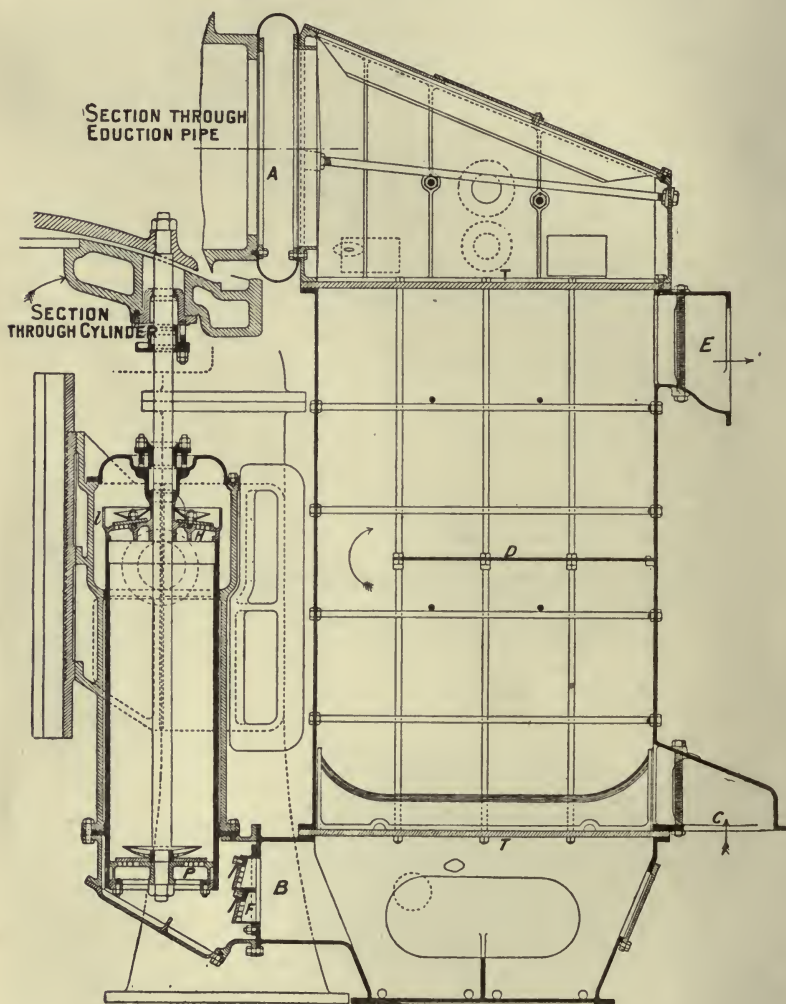 SECTION THROUGH
EDUCTION PIPE
A
SECTION
THROUGH CYLINDER
T
E
H
D
C
T
P
B
F